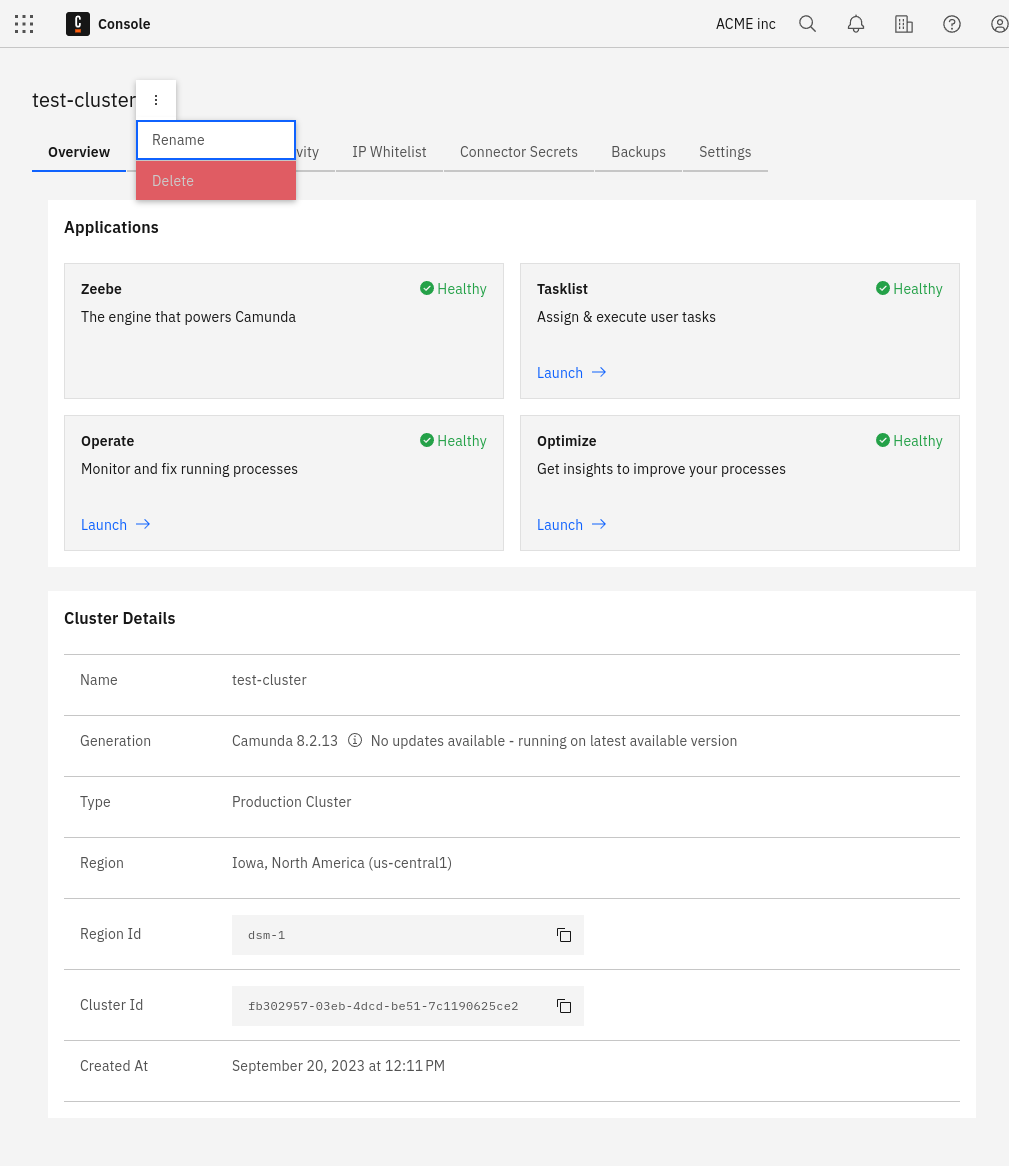 C Console ACME inc
test-cluster
Rename
Overview vity IP Whitelist Connector Secrets Backups Settings
Delete
Applications
Zeebe Healthy Tasklist Healthy
The engine that powers Camunda Assign & execute user tasks
Launch
Operate Healthy Optimize Healthy
Monitor and fix running processes Get insights to improve your processes
Launch Launch
Cluster Details
Name test-cluster
Generation Camunda 8.2.13 No updates available - running on latest available version
Type Production Cluster
Region Iowa, North America (us-central1)
Region Id dsm-1
Cluster Id fb302957-03eb-4dcd-be51-7c1190625ce2
Created At September 20, 2023 at 12:11 PM